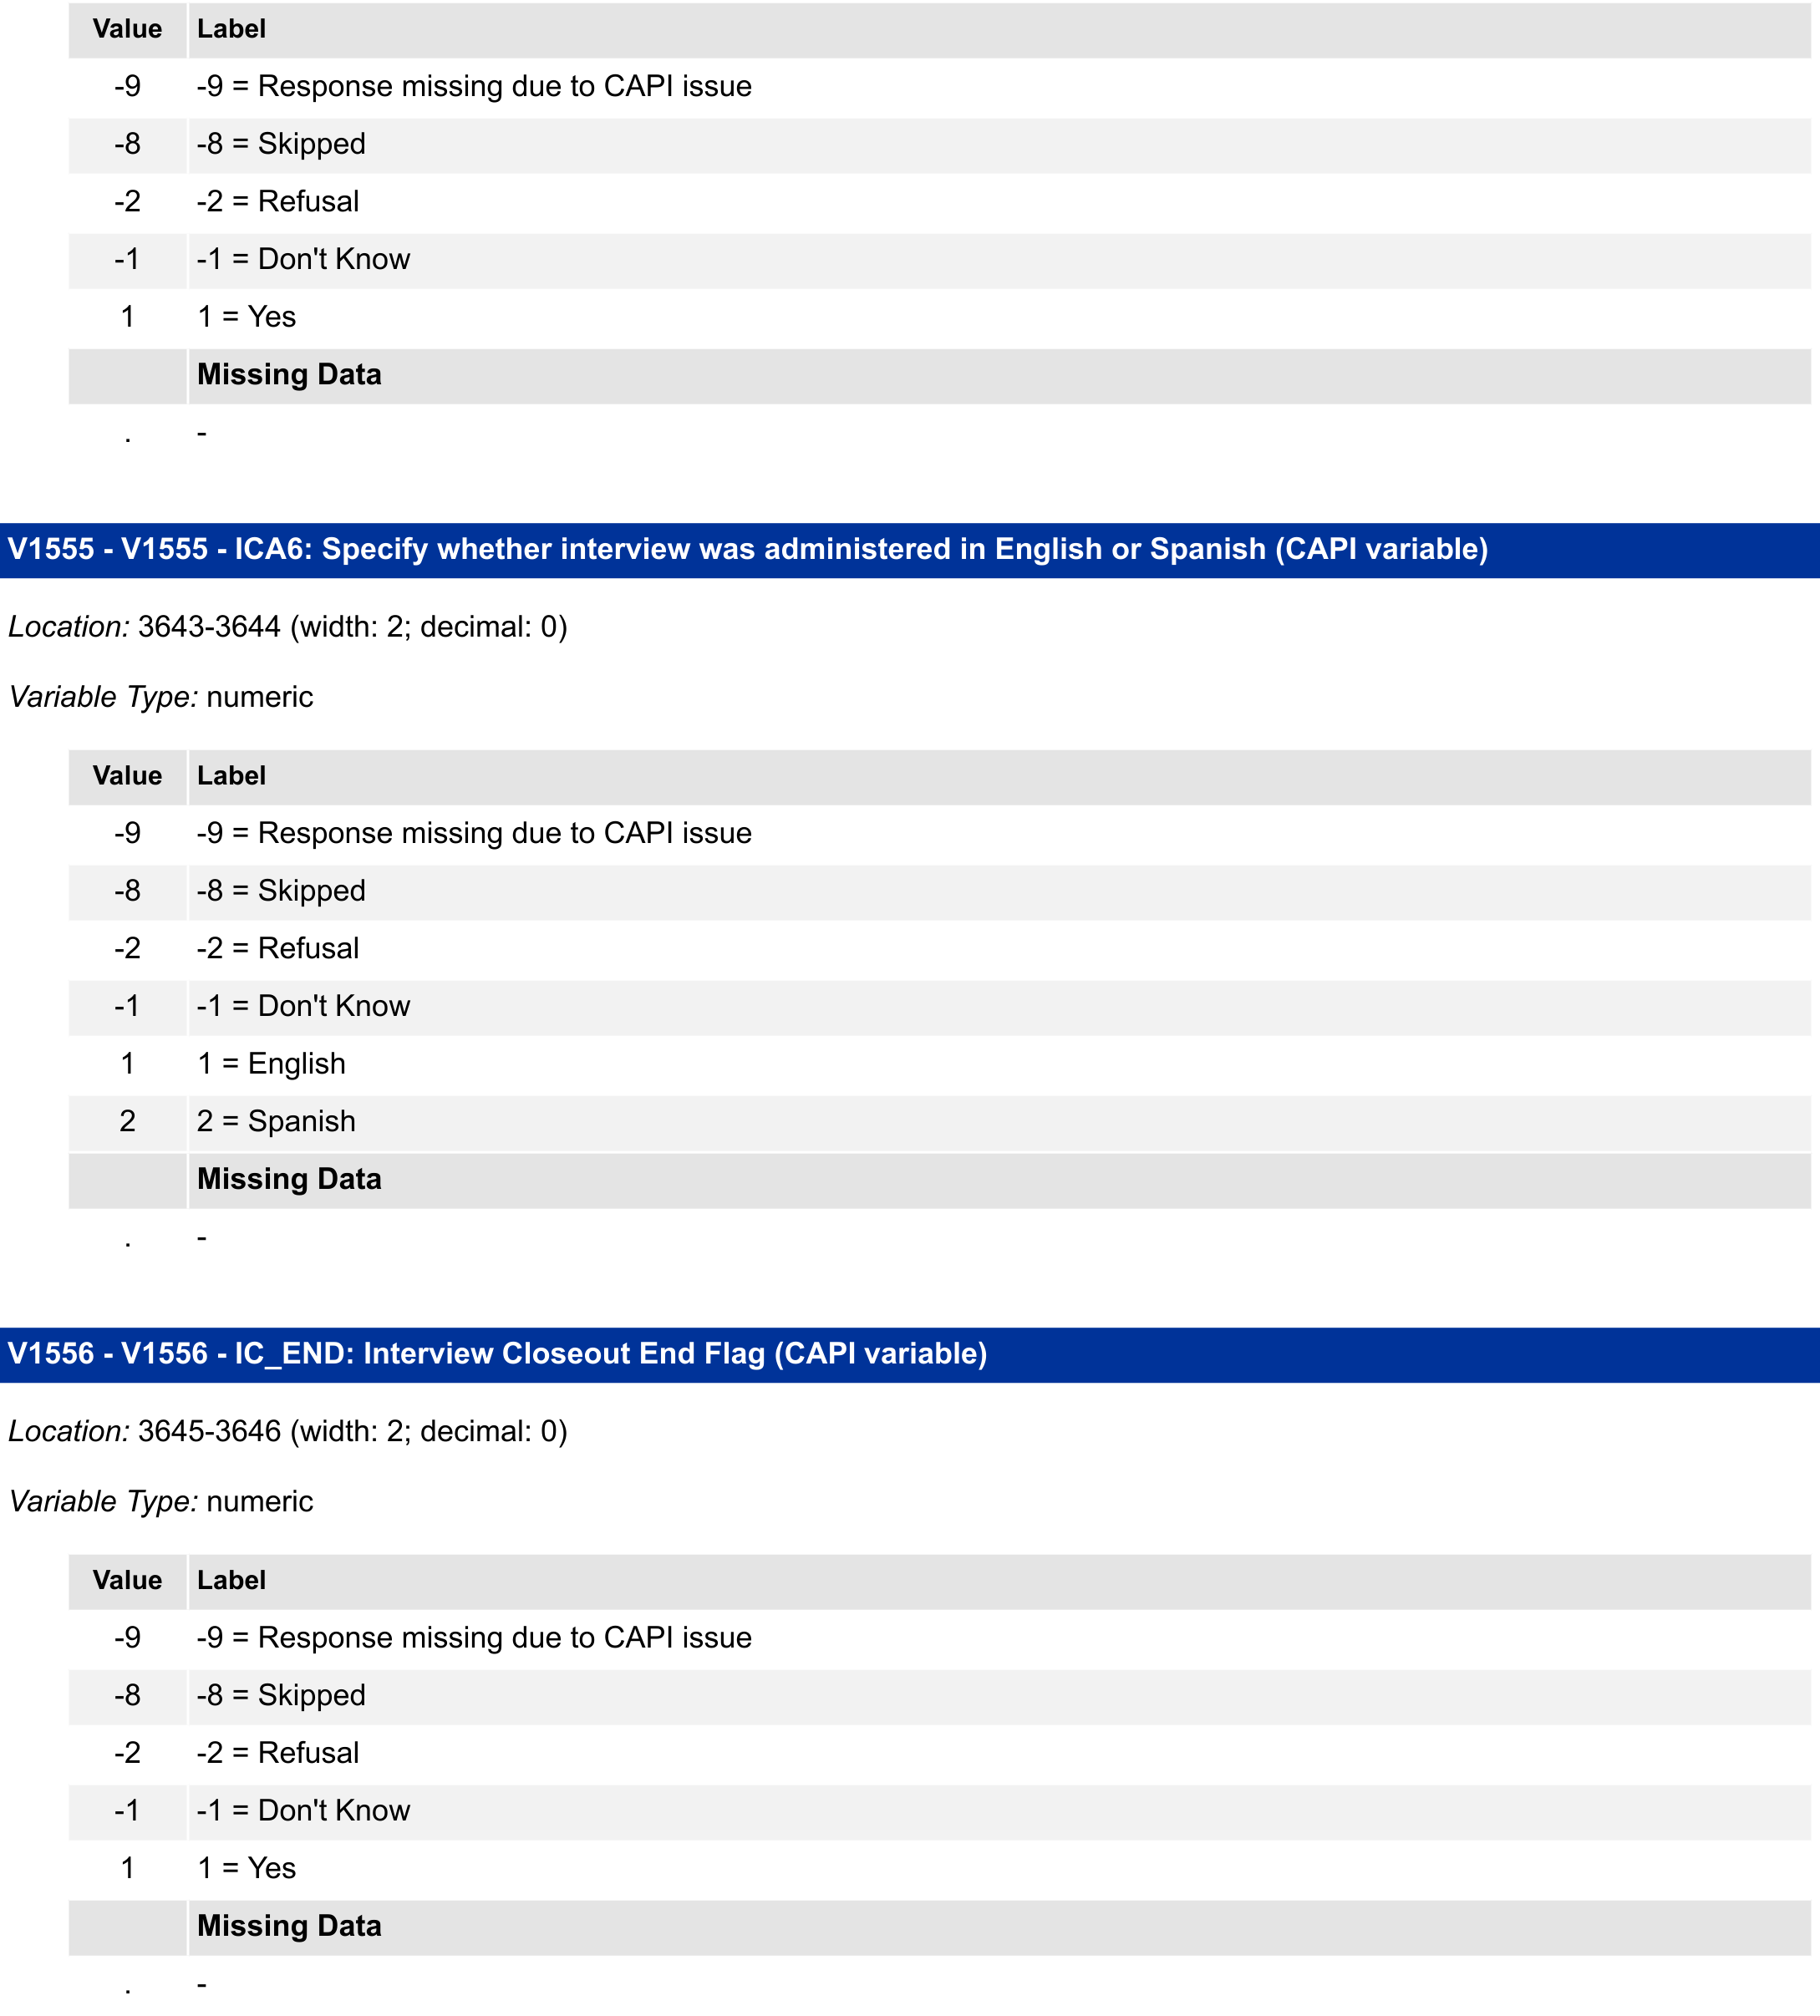 Value Label
-9 -9 = Response missing due to CAPI issue
-8 -8 = Skipped
-2 -2 = Refusal
-1 -1 = Don't Know
1 1 = Yes
Missing Data
. -
V1555 - V1555 - ICA6: Specify whether interview was administered in English or Spanish (CAPI variable)
Location: 3643-3644 (width: 2; decimal: 0)
Variable Type: numeric
Value Label
-9 -9 = Response missing due to CAPI issue
-8 -8 = Skipped
-2 -2 = Refusal
-1 -1 = Don't Know
1 1 = English
2 2 = Spanish
Missing Data
. -
V1556 - V1556 - IC_END: Interview Closeout End Flag (CAPI variable)
Location: 3645-3646 (width: 2; decimal: 0)
Variable Type: numeric
Value Label
-9 -9 = Response missing due to CAPI issue
-8 -8 = Skipped
-2 -2 = Refusal
-1 -1 = Don't Know
1 1 = Yes
Missing Data
. -